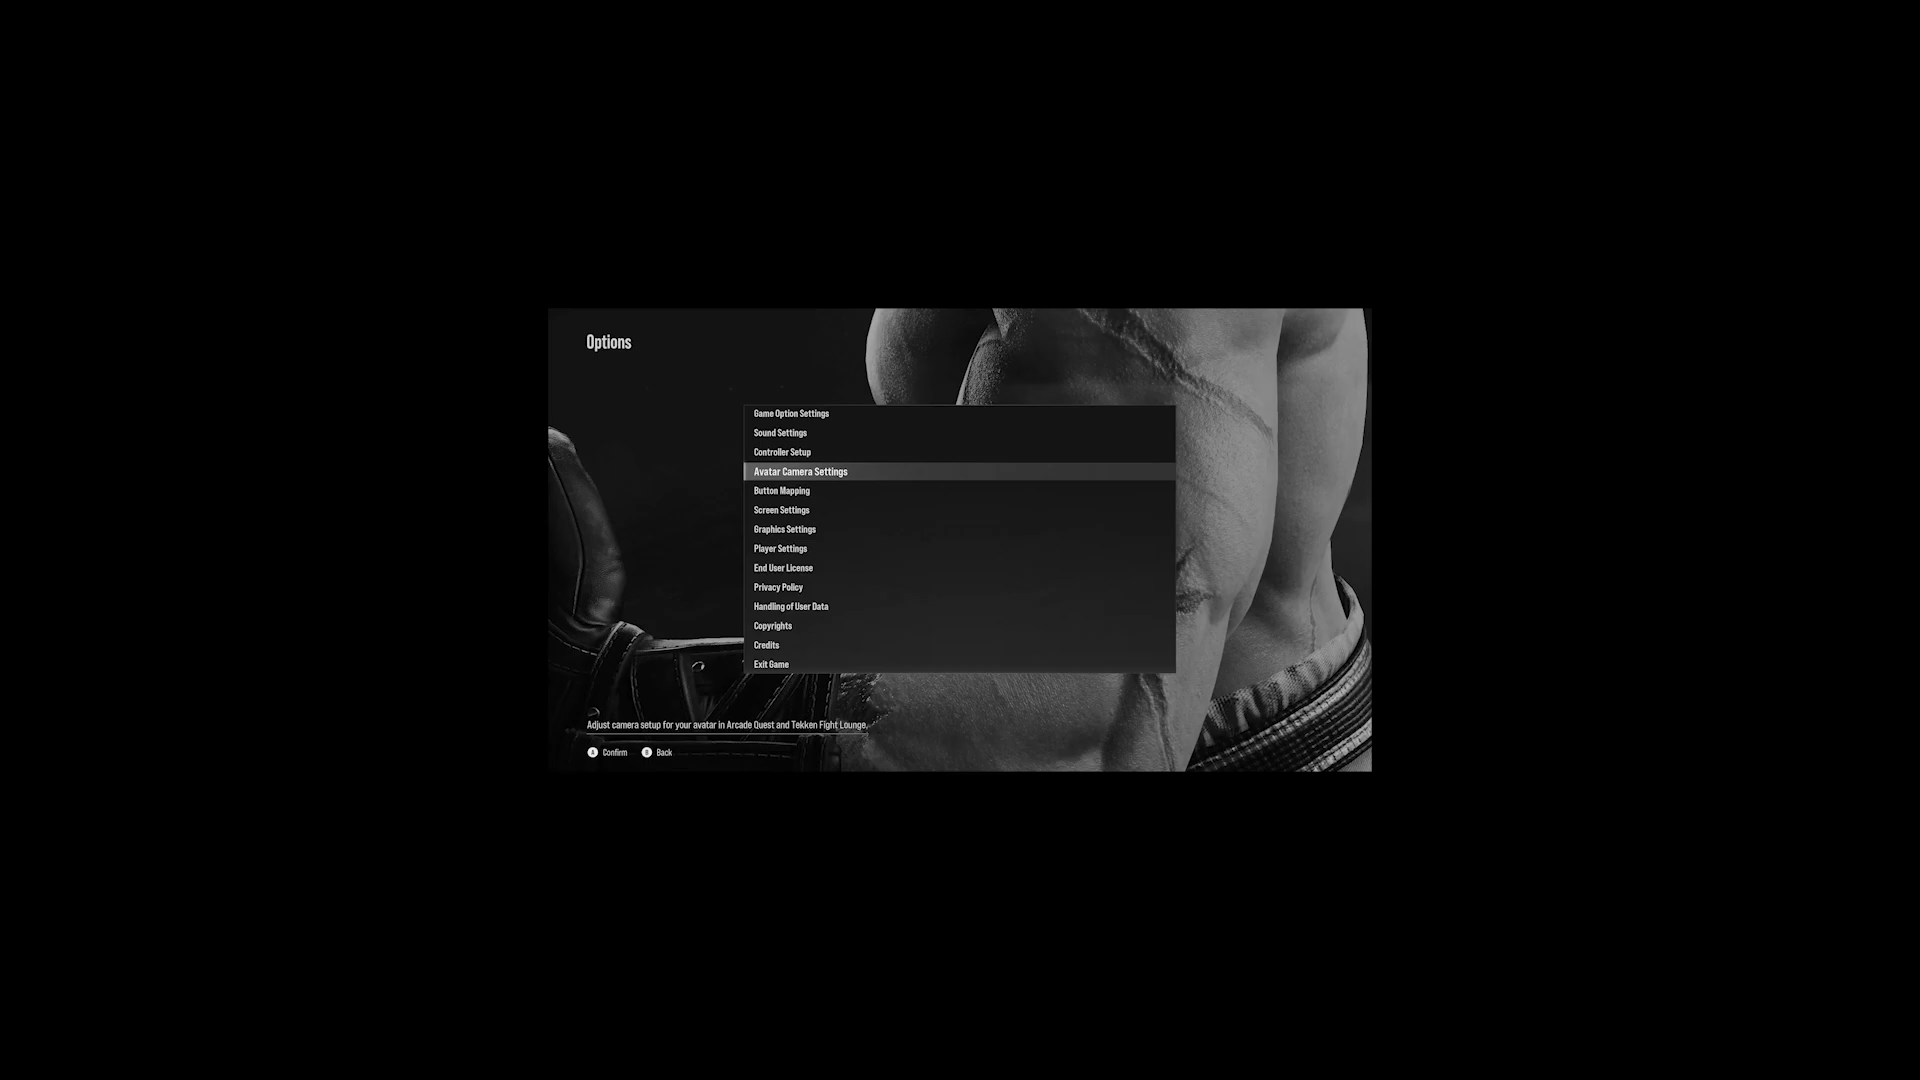 Options
Game Option Settings
Sound Settings
Controller Setup
Avatar Camera Settings
Button Mapping
Screen Settings
Graphics Settings
Player Settings
End User License
Privacy Policy
Handling of User Data
Copyrights
Credits
Exit Game
Adjust camera setup for your avatar in Arcade Quest and Tekken Fight Lounge.
A Confirm B Back